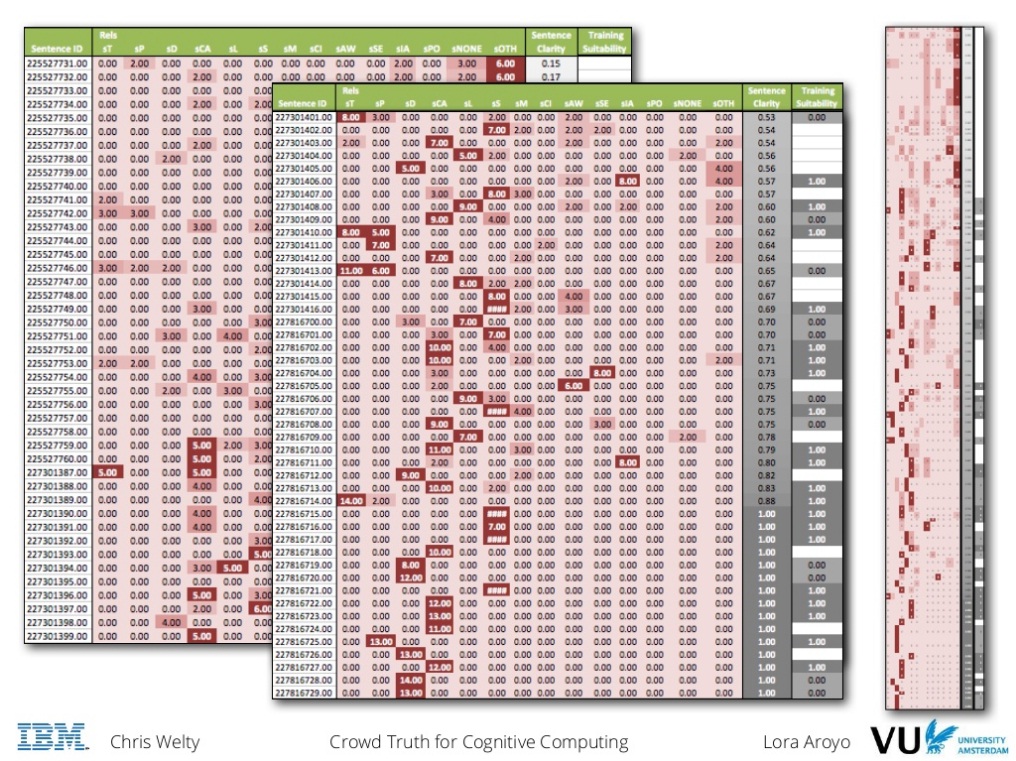 Rels
Sentence ID sT sP sD sCA sL sS sM sCI sAW sSE sIA sPO sNONE sOTH Sentence Clarity Training Suitability
225527731.00 0.00 2.00 0.00 0.00 0.00 0.00 0.00 0.00 0.00 0.00 2.00 0.00 3.00 6.00 0.15
225527732.00 0.00 0.00 0.00 2.00 0.00 0.00 0.00 0.00 0.00 0.00 2.00 0.00 2.00 6.00 0.17
225527733.00 0.00 0.00 0.00 0.00 0.00 0.00
225527734.00 0.00 0.00 0.00 2.00 0.00 2.00
225527735.00 0.00 0.00 0.00 0.00 0.00 0.00
225527736.00 0.00 0.00 0.00 0.00 0.00 0.00
225527737.00 0.00 0.00 0.00 2.00 0.00 0.00
225527738.00 0.00 0.00 2.00 0.00 0.00 0.00
225527739.00 0.00 0.00 0.00 0.00 0.00 0.00
225527740.00 0.00 0.00 0.00 0.00 0.00 0.00
225527741.00 2.00 0.00 0.00 0.00 0.00 0.00
225527742.00 3.00 3.00 0.00 0.00 0.00 0.00
225527743.00 0.00 0.00 0.00 3.00 0.00 2.00
225527744.00 0.00 0.00 0.00 0.00 0.00 0.00
225527745.00 0.00 0.00 0.00 0.00 0.00 0.00
225527746.00 3.00 2.00 2.00 0.00 0.00 0.00
225527747.00 0.00 0.00 0.00 0.00 0.00 0.00
225527748.00 0.00 0.00 0.00 0.00 0.00 0.00
225527749.00 0.00 0.00 0.00 3.00 0.00 0.00
225527750.00 0.00 0.00 0.00 0.00 0.00 3.00
225527751.00 0.00 0.00 3.00 0.00 4.00 0.00
225527752.00 0.00 0.00 0.00 0.00 0.00 2.00
225527753.00 2.00 2.00 0.00 0.00 0.00 0.00
225527754.00 0.00 0.00 0.00 4.00 0.00 3.00
225527755.00 0.00 0.00 2.00 0.00 3.00 0.00
225527756.00 0.00 0.00 0.00 0.00 0.00 3.00
225527757.00 0.00 0.00 0.00 0.00 0.00 0.00
225527758.00 0.00 0.00 0.00 0.00 0.00 0.00
225527759.00 0.00 0.00 0.00 5.00 2.00 3.00
225527760.00 0.00 0.00 0.00 5.00 0.00 2.00
227301387.00 5.00 0.00 0.00 5.00 0.00 0.00
227301388.00 0.00 0.00 0.00 4.00 0.00 0.00
227301389.00 0.00 0.00 0.00 0.00 0.00 4.00
227301390.00 0.00 0.00 0.00 4.00 0.00 0.00
227301391.00 0.00 0.00 0.00 4.00 0.00 0.00
227301392.00 0.00 0.00 0.00 0.00 0.00 3.00
227301393.00 0.00 0.00 0.00 0.00 0.00 5.00
227301394.00 0.00 0.00 0.00 3.00 5.00 0.00
227301395.00 0.00 0.00 0.00 0.00 0.00 0.00
227301396.00 0.00 0.00 0.00 5.00 0.00 3.00
227301397.00 0.00 0.00 0.00 2.00 0.00 6.00
227301398.00 0.00 0.00 4.00 0.00 0.00 0.00
227301399.00 0.00 0.00 0.00 5.00 0.00 0.00
Rels
Sentence ID sT sP sD sCA sL sS sM sCI sAW sSE sIA sPO sNONE sOTH Sentence Clarity Training Suitability
227301401.00 8.00 3.00 0.00 0.00 0.00 2.00 0.00 0.00 2.00 0.00 0.00 0.00 0.00 0.00 0.53 0.00
227301402.00 0.00 0.00 0.00 0.00 0.00 7.00 2.00 0.00 2.00 2.00 0.00 0.00 0.00 0.00 0.54
227301403.00 2.00 0.00 0.00 7.00 0.00 0.00 0.00 0.00 2.00 0.00 0.00 0.00 0.00 2.00 0.54
227301404.00 0.00 0.00 0.00 0.00 5.00 2.00 0.00 0.00 0.00 0.00 0.00 0.00 2.00 0.00 0.56
227301405.00 0.00 0.00 5.00 0.00 0.00 0.00 0.00 0.00 0.00 0.00 0.00 0.00 0.00 4.00 0.56
227301406.00 0.00 0.00 0.00 0.00 0.00 0.00 0.00 0.00 2.00 0.00 8.00 0.00 0.00 4.00 0.57 1.00
227301407.00 0.00 0.00 0.00 3.00 0.00 8.00 3.00 0.00 0.00 0.00 0.00 0.00 0.00 0.00 0.57
227301408.00 0.00 0.00 0.00 0.00 9.00 0.00 0.00 0.00 2.00 0.00 2.00 0.00 0.00 2.00 0.60 1.00
227301409.00 0.00 0.00 0.00 9.00 0.00 4.00 0.00 0.00 0.00 0.00 0.00 0.00 0.00 2.00 0.60 0.00
227301410.00 8.00 5.00 0.00 0.00 0.00 0.00 0.00 0.00 0.00 0.00 0.00 0.00 0.00 0.00 0.62 1.00
227301411.00 0.00 7.00 0.00 0.00 0.00 0.00 0.00 2.00 0.00 0.00 0.00 0.00 0.00 2.00 0.64
227301412.00 0.00 0.00 0.00 7.00 0.00 0.00 2.00 0.00 0.00 0.00 0.00 0.00 0.00 2.00 0.64
227301413.00 11.00 6.00 0.00 0.00 0.00 0.00 0.00 0.00 0.00 0.00 0.00 0.00 0.00 0.00 0.65 0.00
227301414.00 0.00 0.00 0.00 0.00 8.00 2.00 2.00 0.00 0.00 0.00 0.00 0.00 0.00 0.00 0.67
227301415.00 0.00 0.00 0.00 0.00 0.00 8.00 0.00 0.00 4.00 0.00 0.00 0.00 0.00 0.00 0.67
227301416.00 0.00 0.00 0.00 0.00 0.00 #### 2.00 0.00 3.00 0.00 0.00 0.00 0.00 0.00 0.69 1.00
227816700.00 0.00 0.00 3.00 0.00 7.00 0.00 0.00 0.00 0.00 0.00 0.00 0.00 0.00 0.00 0.70 0.00
227816701.00 0.00 0.00 0.00 3.00 0.00 7.00 0.00 0.00 0.00 0.00 0.00 0.00 0.00 0.00 0.70 0.00
227816702.00 0.00 0.00 0.00 10.00 0.00 4.00 0.00 0.00 0.00 0.00 0.00 0.00 0.00 0.00 0.71 1.00
227816703.00 0.00 0.00 0.00 10.00 0.00 0.00 2.00 0.00 0.00 0.00 0.00 0.00 0.00 2.00 0.71 1.00
227816704.00 0.00 0.00 0.00 3.00 0.00 0.00 0.00 0.00 0.00 8.00 0.00 0.00 0.00 0.00 0.73 1.00
227816705.00 0.00 0.00 0.00 2.00 0.00 0.00 0.00 0.00 6.00 0.00 0.00 0.00 0.00 0.00 0.75
227816706.00 0.00 0.00 0.00 0.00 9.00 3.00 0.00 0.00 0.00 0.00 0.00 0.00 0.00 0.00 0.75 0.00
227816707.00 0.00 0.00 0.00 0.00 0.00 #### 4.00 0.00 0.00 0.00 0.00 0.00 0.00 0.00 0.75 1.00
227816708.00 0.00 0.00 0.00 9.00 0.00 0.00 0.00 0.00 0.00 3.00 0.00 0.00 0.00 0.00 0.75 0.00
227816709.00 0.00 0.00 0.00 0.00 7.00 0.00 0.00 0.00 0.00 0.00 0.00 0.00 2.00 0.00 0.78
227816710.00 0.00 0.00 0.00 11.00 0.00 0.00 3.00 0.00 0.00 0.00 0.00 0.00 0.00 0.00 0.79 1.00
227816711.00 0.00 0.00 0.00 2.00 0.00 0.00 0.00 0.00 0.00 0.00 8.00 0.00 0.00 0.00 0.80 1.00
227816712.00 0.00 0.00 9.00 0.00 0.00 0.00 2.00 0.00 0.00 0.00 0.00 0.00 0.00 0.00 0.82
227816713.00 0.00 0.00 0.00 10.00 0.00 2.00 0.00 0.00 0.00 0.00 0.00 0.00 0.00 0.00 0.83 1.00
227816714.00 14.00 2.00 0.00 0.00 0.00 0.00 0.00 0.00 0.00 0.00 0.00 0.00 0.00 0.00 0.88 1.00
227816715.00 0.00 0.00 0.00 0.00 0.00 #### 0.00 0.00 0.00 0.00 0.00 0.00 0.00 0.00 1.00 1.00
227816716.00 0.00 0.00 0.00 0.00 0.00 7.00 0.00 0.00 0.00 0.00 0.00 0.00 0.00 0.00 1.00 1.00
227816717.00 0.00 0.00 0.00 0.00 0.00 #### 0.00 0.00 0.00 0.00 0.00 0.00 0.00 0.00 1.00 1.00
227816718.00 0.00 0.00 0.00 10.00 0.00 0.00 0.00 0.00 0.00 0.00 0.00 0.00 0.00 0.00 1.00
227816719.00 0.00 0.00 8.00 0.00 0.00 0.00 0.00 0.00 0.00 0.00 0.00 0.00 0.00 0.00 1.00 0.00
227816720.00 0.00 0.00 12.00 0.00 0.00 0.00 0.00 0.00 0.00 0.00 0.00 0.00 0.00 0.00 1.00 0.00
227816721.00 0.00 0.00 0.00 0.00 0.00 #### 0.00 0.00 0.00 0.00 0.00 0.00 0.00 0.00 1.00 1.00
227816722.00 0.00 0.00 0.00 12.00 0.00 0.00 0.00 0.00 0.00 0.00 0.00 0.00 0.00 0.00 1.00 1.00
227816723.00 0.00 0.00 0.00 13.00 0.00 0.00 0.00 0.00 0.00 0.00 0.00 0.00 0.00 0.00 1.00 1.00
227816724.00 0.00 0.00 0.00 11.00 0.00 0.00 0.00 0.00 0.00 0.00 0.00 0.00 0.00 0.00 1.00
227816725.00 0.00 13.00 0.00 0.00 0.00 0.00 0.00 0.00 0.00 0.00 0.00 0.00 0.00 0.00 1.00 1.00
227816726.00 0.00 0.00 13.00 0.00 0.00 0.00 0.00 0.00 0.00 0.00 0.00 0.00 0.00 0.00 1.00
227816727.00 0.00 0.00 0.00 12.00 0.00 0.00 0.00 0.00 0.00 0.00 0.00 0.00 0.00 0.00 1.00 1.00
227816728.00 0.00 0.00 14.00 0.00 0.00 0.00 0.00 0.00 0.00 0.00 0.00 0.00 0.00 0.00 1.00 0.00
227816729.00 0.00 0.00 13.00 0.00 0.00 0.00 0.00 0.00 0.00 0.00 0.00 0.00 0.00 0.00 1.00 0.00
IBM Chris Welty Crowd Truth for Cognitive Computing Lora Aroyo VU UNIVERSITY AMSTERDAM